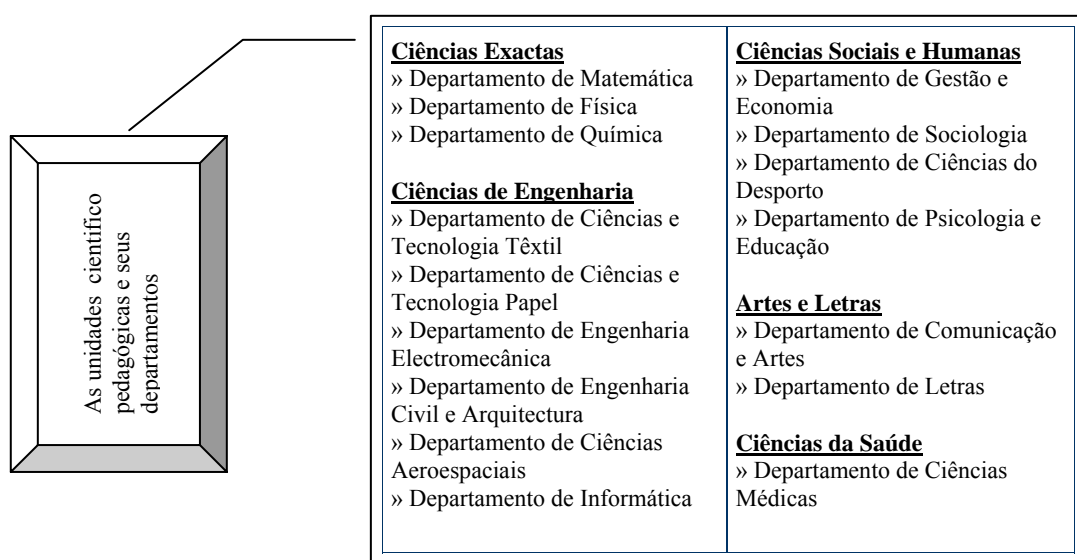 As unidades cientifico
pedagógicas e seus
departamentos
Ciências Exactas
» Departamento de Matemática
» Departamento de Física
» Departamento de Química
Ciências de Engenharia
» Departamento de Ciências e
Tecnologia Têxtil
» Departamento de Ciências e
Tecnologia Papel
» Departamento de Engenharia
Electromecânica
» Departamento de Engenharia
Civil e Arquitectura
» Departamento de Ciências
Aeroespaciais
» Departamento de Informática
Ciências Sociais e Humanas
» Departamento de Gestão e
Economia
» Departamento de Sociologia
» Departamento de Ciências do
Desporto
» Departamento de Psicologia e
Educação
Artes e Letras
» Departamento de Comunicação
e Artes
» Departamento de Letras
Ciências da Saúde
» Departamento de Ciências
Médicas